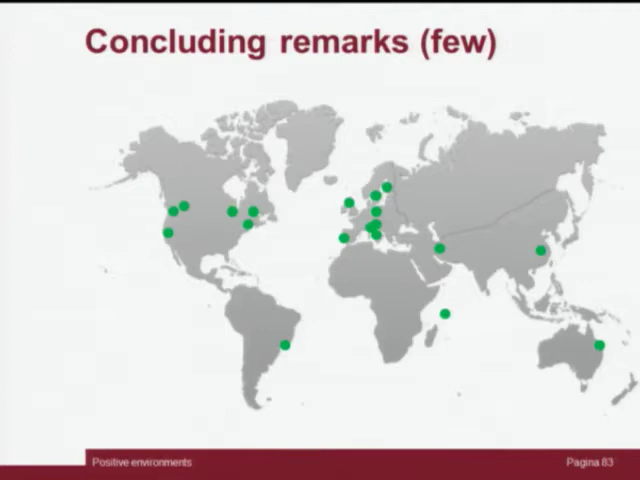 Concluding remarks (few)
Positive environments
Pagina 83